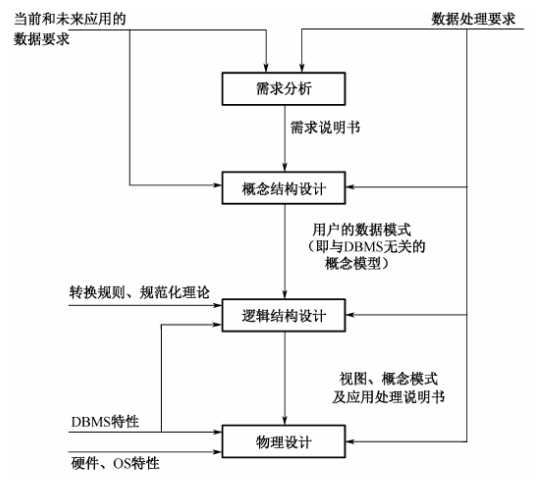 当前和未来应用的
数据要求
数据处理要求
需求分析
需求说明书
概念结构设计
用户的数据模式
（即与DBMS无关的
概念模型）
转换规则、规范化理论
逻辑结构设计
视图、概念模式
及应用处理说明书
DBMS特性
物理设计
硬件、OS特性